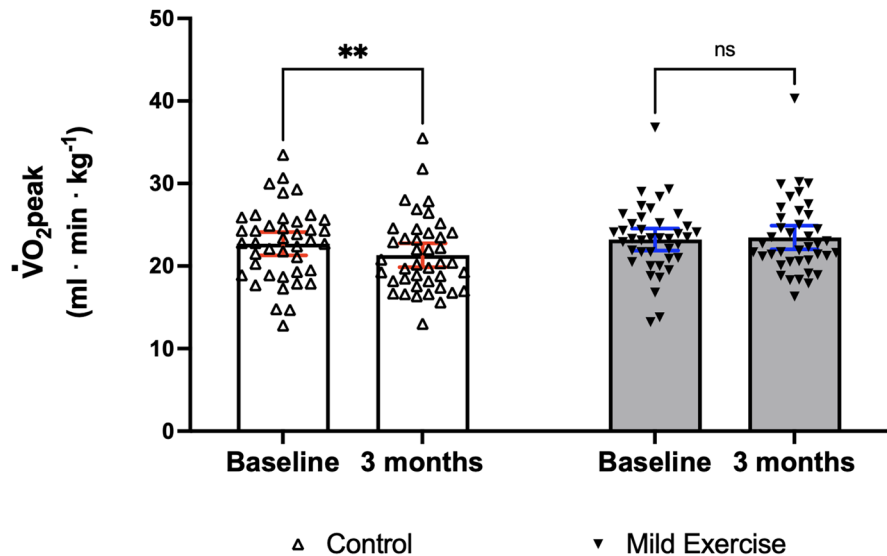 50
40
30
20
10
0
V̇O₂peak
(ml · min · kg⁻¹)
**
ns
Baseline 3 months Baseline 3 months
Control Mild Exercise